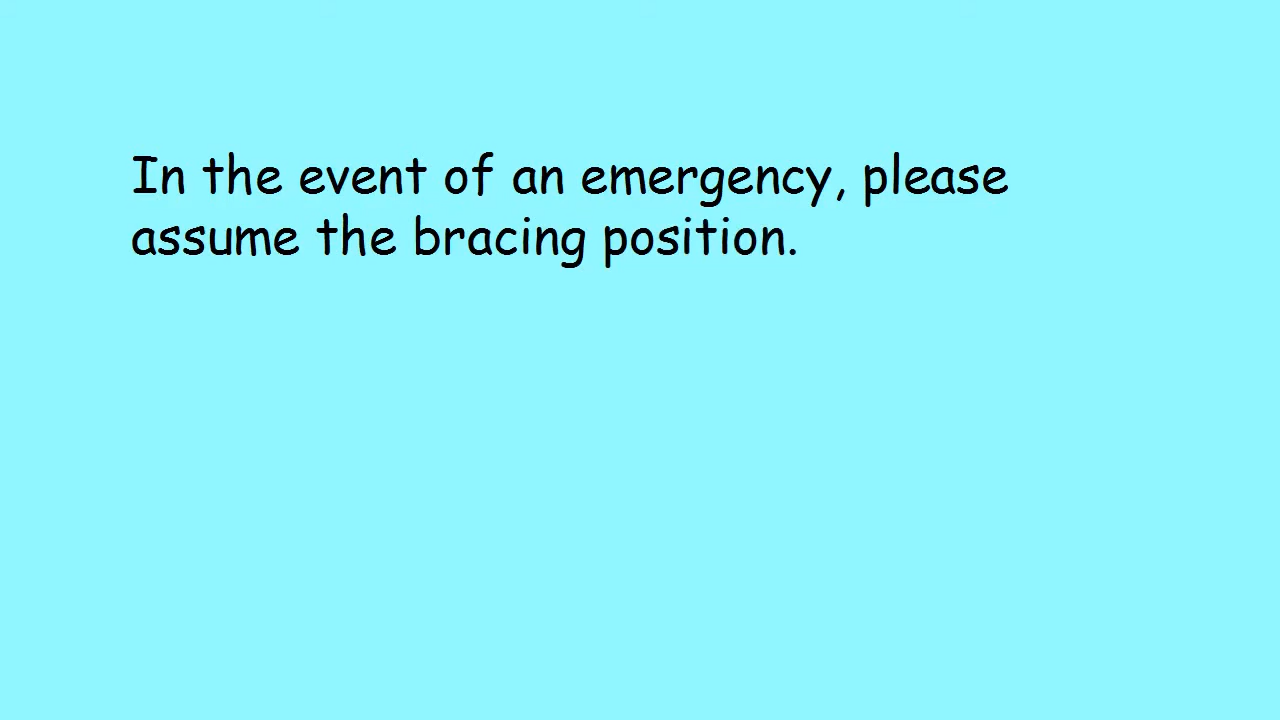 In the event of an emergency, please
assume the bracing position.